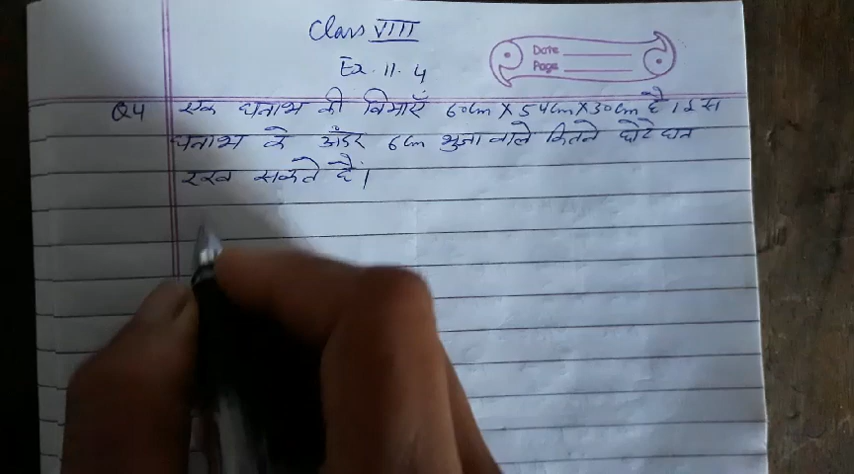 Class VIII
Ex. 11.4
Date
Page
Q4 एक घनाभ की विमाएँ 60cm X 54cm X 30cm है। इस
घनाभ के अंदर 6cm भुजा वाले कितने छोटे घन
रख सकते है।